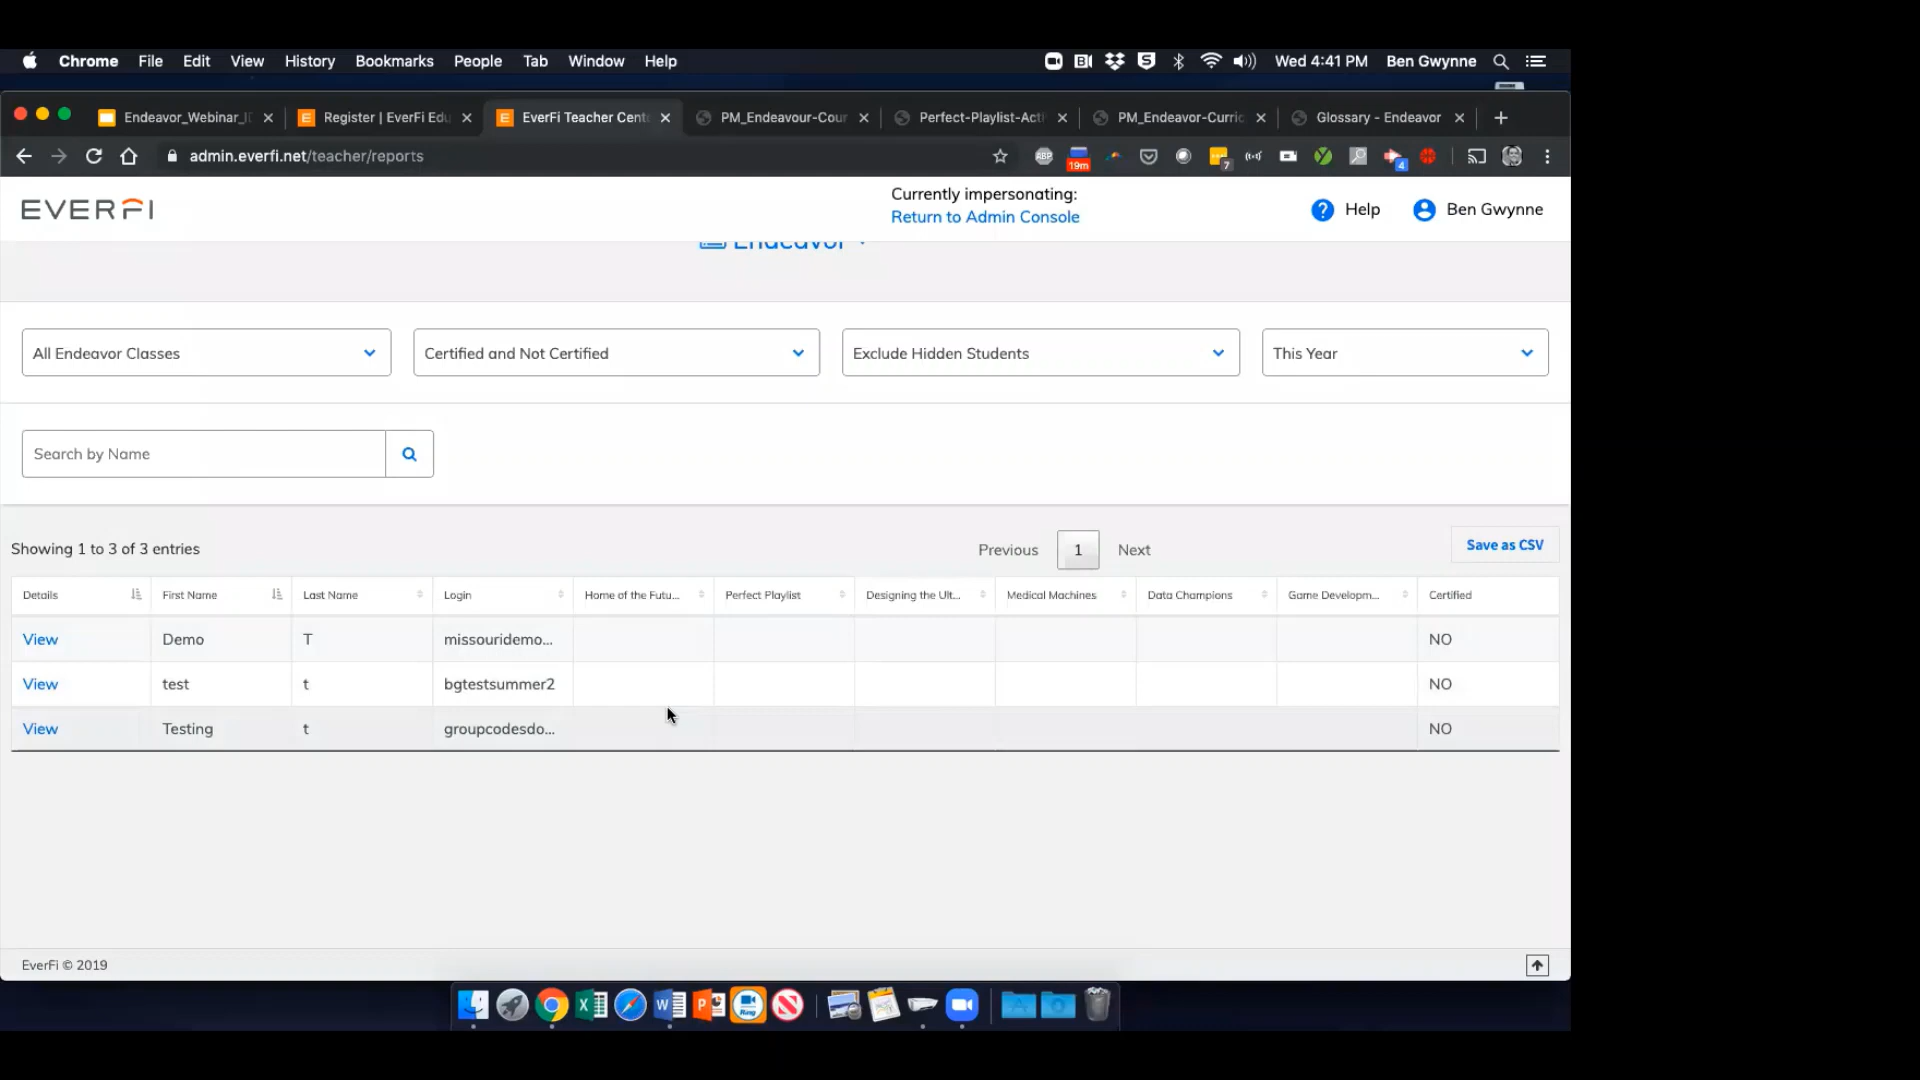 Chrome File Edit View History Bookmarks People Tab Window Help Wed 4:41 PM Ben Gwynne
Endeavor_Webinar_I Register | EverFi Edu EverFi Teacher Cent PM_Endeavour-Cour Perfect-Playlist-Acti PM_Endeavor-Curric Glossary - Endeavor
admin.everfi.net/teacher/reports ABP 19m 7 4
EVERFI
Currently impersonating:
Return to Admin Console
Help Ben Gwynne
Endeavor
All Endeavor Classes Certified and Not Certified Exclude Hidden Students This Year
Search by Name
Showing 1 to 3 of 3 entries Previous 1 Next Save as CSV
Details First Name Last Name Login Home of the Futu... Perfect Playlist Designing the Ult... Medical Machines Data Champions Game Developm... Certified
View Demo T missouridemo... NO
View test t bgtestsummer2 NO
View Testing t groupcodesdo... NO
EverFi © 2019